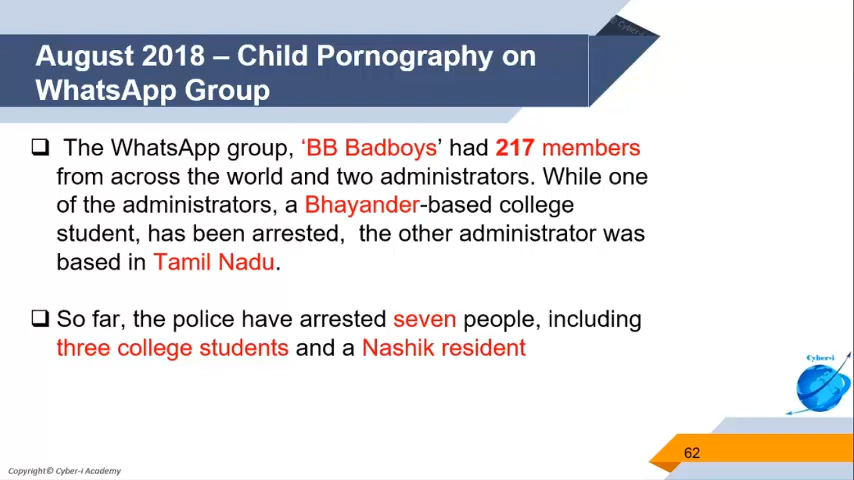 August 2018 – Child Pornography on
WhatsApp Group
The WhatsApp group, ‘BB Badboys’ had 217 members
from across the world and two administrators. While one
of the administrators, a Bhayander-based college
student, has been arrested, the other administrator was
based in Tamil Nadu.
So far, the police have arrested seven people, including
three college students and a Nashik resident
Cyber-i
62
Copyright© Cyber-i Academy